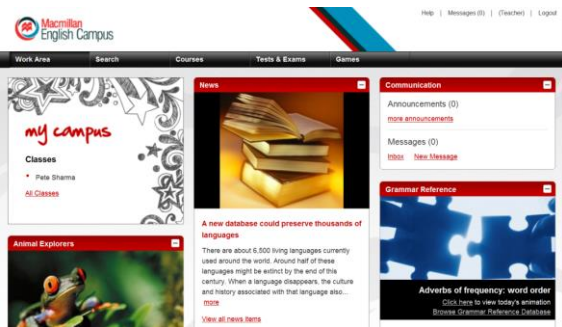 Help | Messages (0) | (Teacher) | Logout
Macmillan
English Campus
Work Area Search Courses Tests & Exams Games
my campus
Classes
Pete Sharma
All Classes
Animal Explorers
News
A new database could preserve thousands of
languages
There are about 6,500 living languages currently
used around the world. Around half of these
languages might be extinct by the end of this
century. When a language disappears, the culture
and history associated with that language also...
more
View all news items
Communication
Announcements (0)
more announcements
Messages (0)
Inbox New Message
Grammar Reference
Adverbs of frequency: word order
Click here to view today's animation
Browse Grammar Reference Database